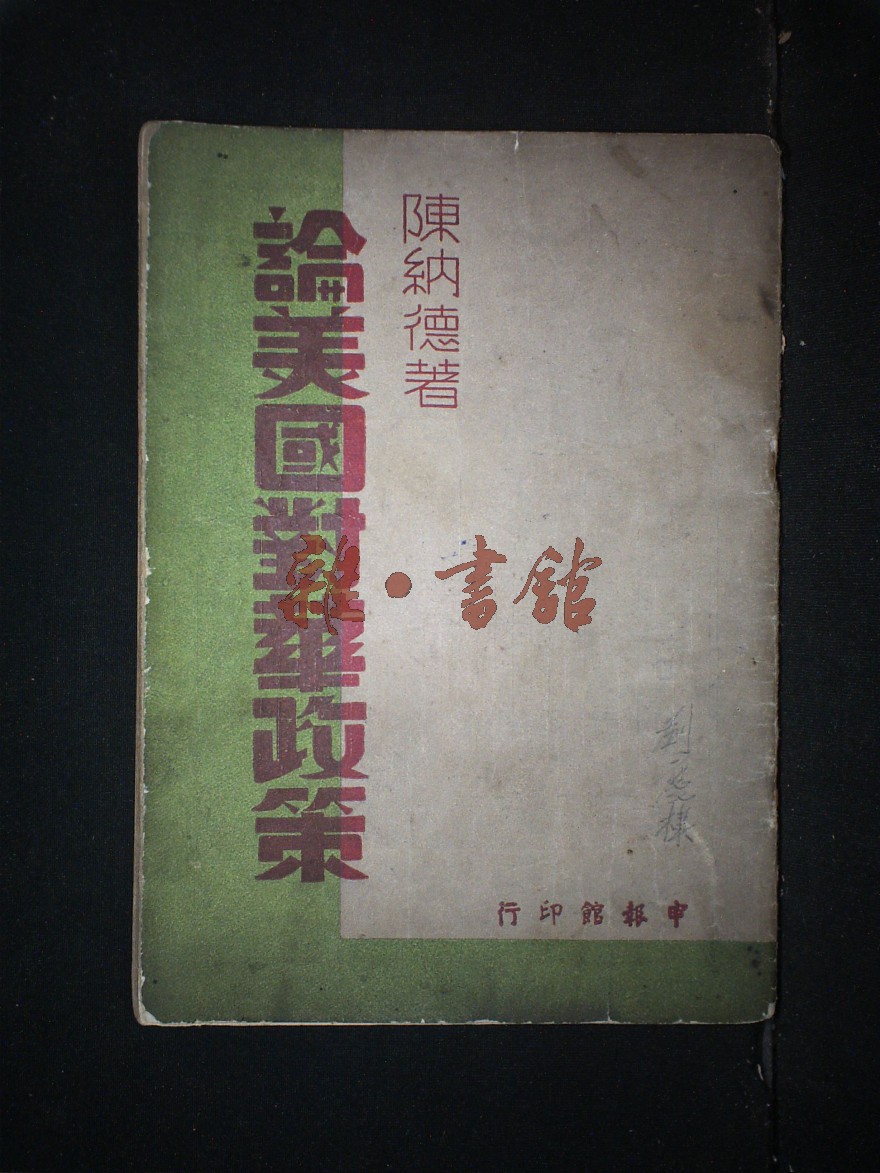 陳納德著
論美國對華政策
雜·書館
申報館印行